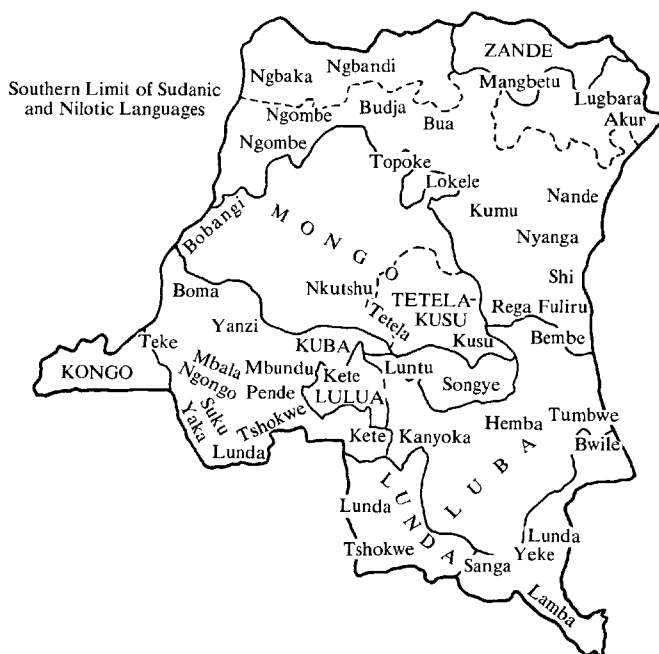 ZANDE
Ngbandi
Ngbaka
Mangbetu
Southern Limit of Sudanic
and Nilotic Languages
Lugbara
Budja
Ngombe
Akur
Bua
Ngombe
Topoke
Lokele
Nande
Kumu
Bobangi
MONGO
Nyanga
Shi
Nkutshu
Boma
TETELA-
KUSU
Rega Fuliru
Tetela
Yanzi
Teke
Kusu
Bembe
KUBA
Mbala
Mbundu
Luntu
KONGO
Ngongo
Kete
Songye
Pende
LULUA
Suku
Tshokwe
Hemba
Tumbwe
Yaka
Kete
Kanyoka
Bwile
Lunda
LUBA
LUNDA
Lunda
Lunda
Tshokwe
Yeke
Sanga
Lamba